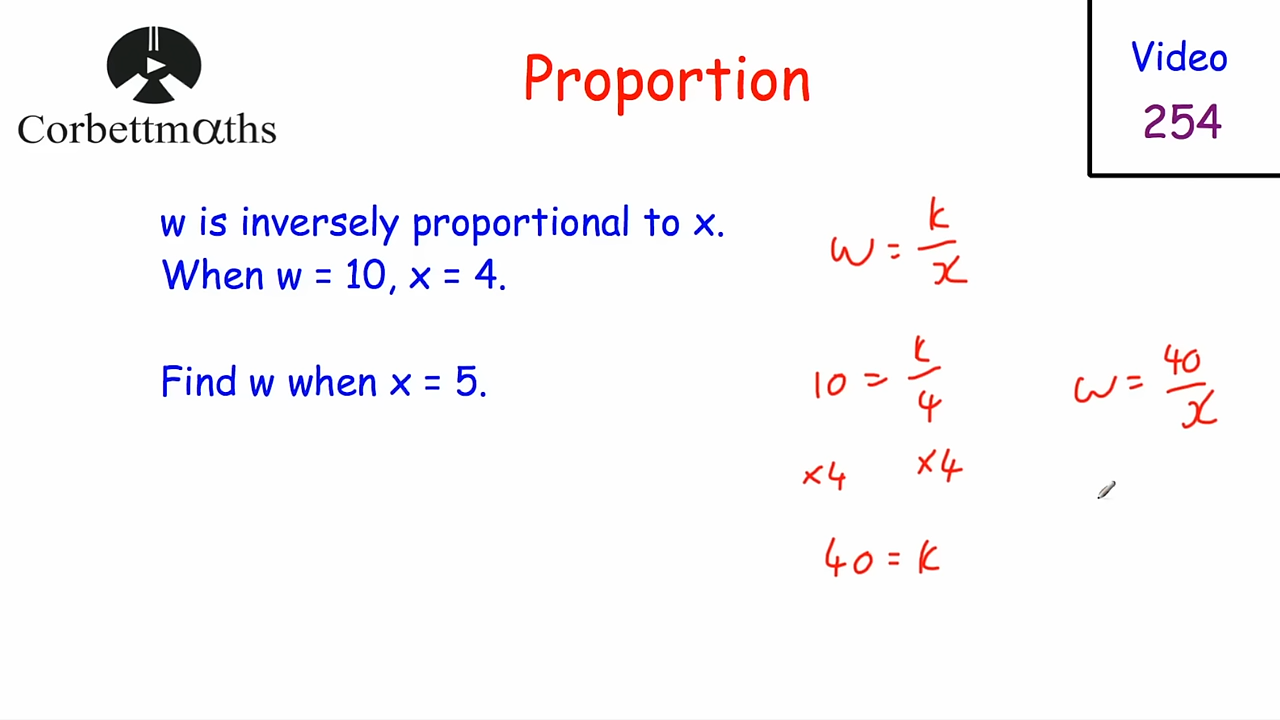 Corbettmαths
Proportion
Video
254
w is inversely proportional to x.
When w = 10, x = 4.
Find w when x = 5.
w = k/x
10 = k/4
×4 ×4
40 = k
w = 40/x